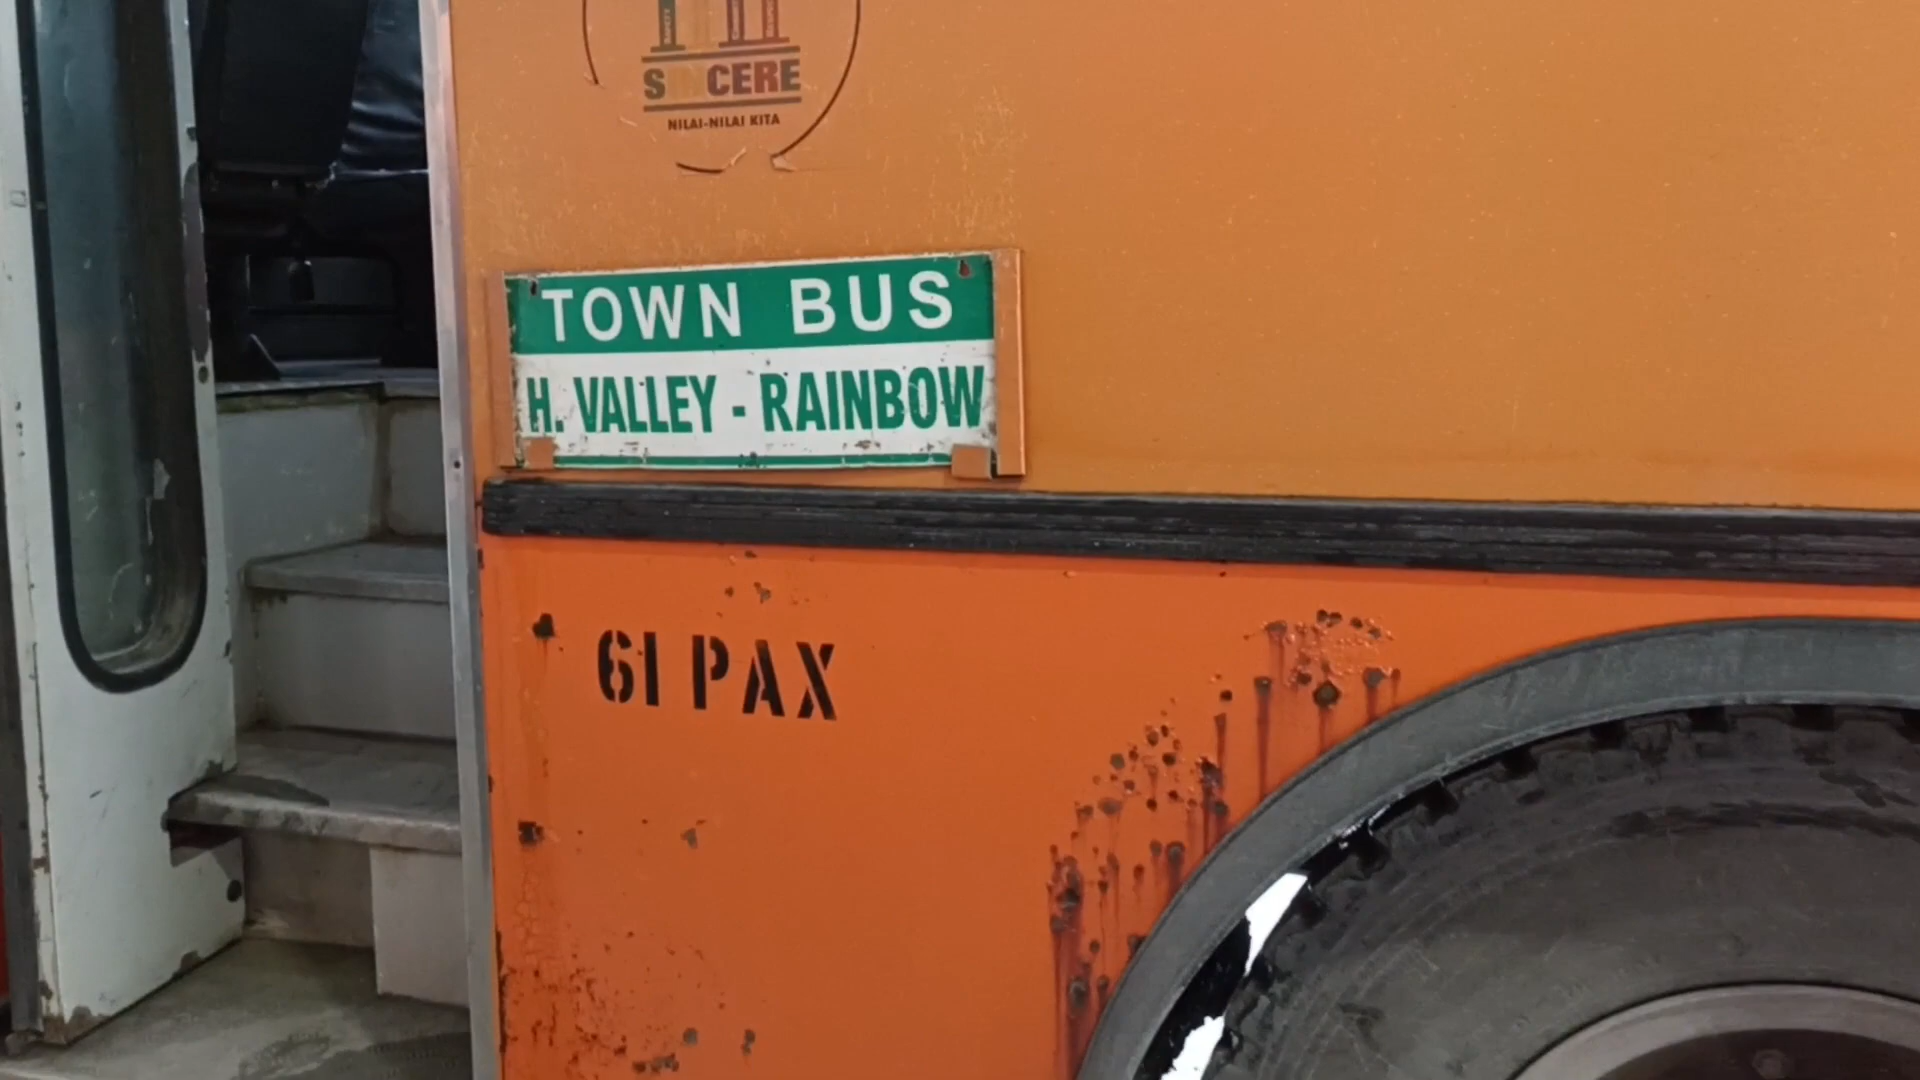 SINCERE
NILAI-NILAI KITA
TOWN BUS
H. VALLEY - RAINBOW
61 PAX